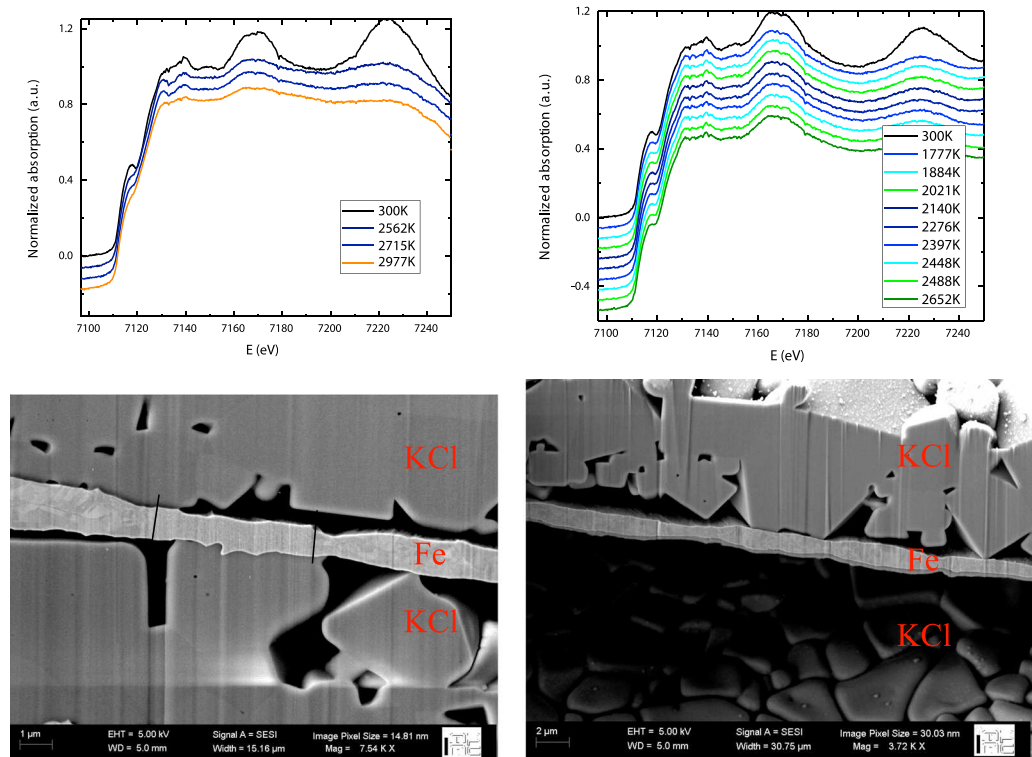 Normalized absorption (a.u.)
1.2
0.8
0.4
0.0
300K
2562K
2715K
2977K
7100 7120 7140 7160 7180 7200 7220 7240
E (eV)
Normalized absorption (a.u.)
1.2
0.8
0.4
0.0
−0.4
300K
1777K
1884K
2021K
2140K
2276K
2397K
2448K
2488K
2652K
7100 7120 7140 7160 7180 7200 7220 7240
E (eV)
KCl
Fe
KCl
1 µm
EHT = 5.00 kV
WD = 5.0 mm
Signal A = SESI
Width = 15.16 µm
Image Pixel Size = 14.81 nm
Mag = 7.54 K X
KCl
Fe
KCl
2 µm
EHT = 5.00 kV
WD = 5.0 mm
Signal A = SESI
Width = 30.75 µm
Image Pixel Size = 30.03 nm
Mag = 3.72 K X